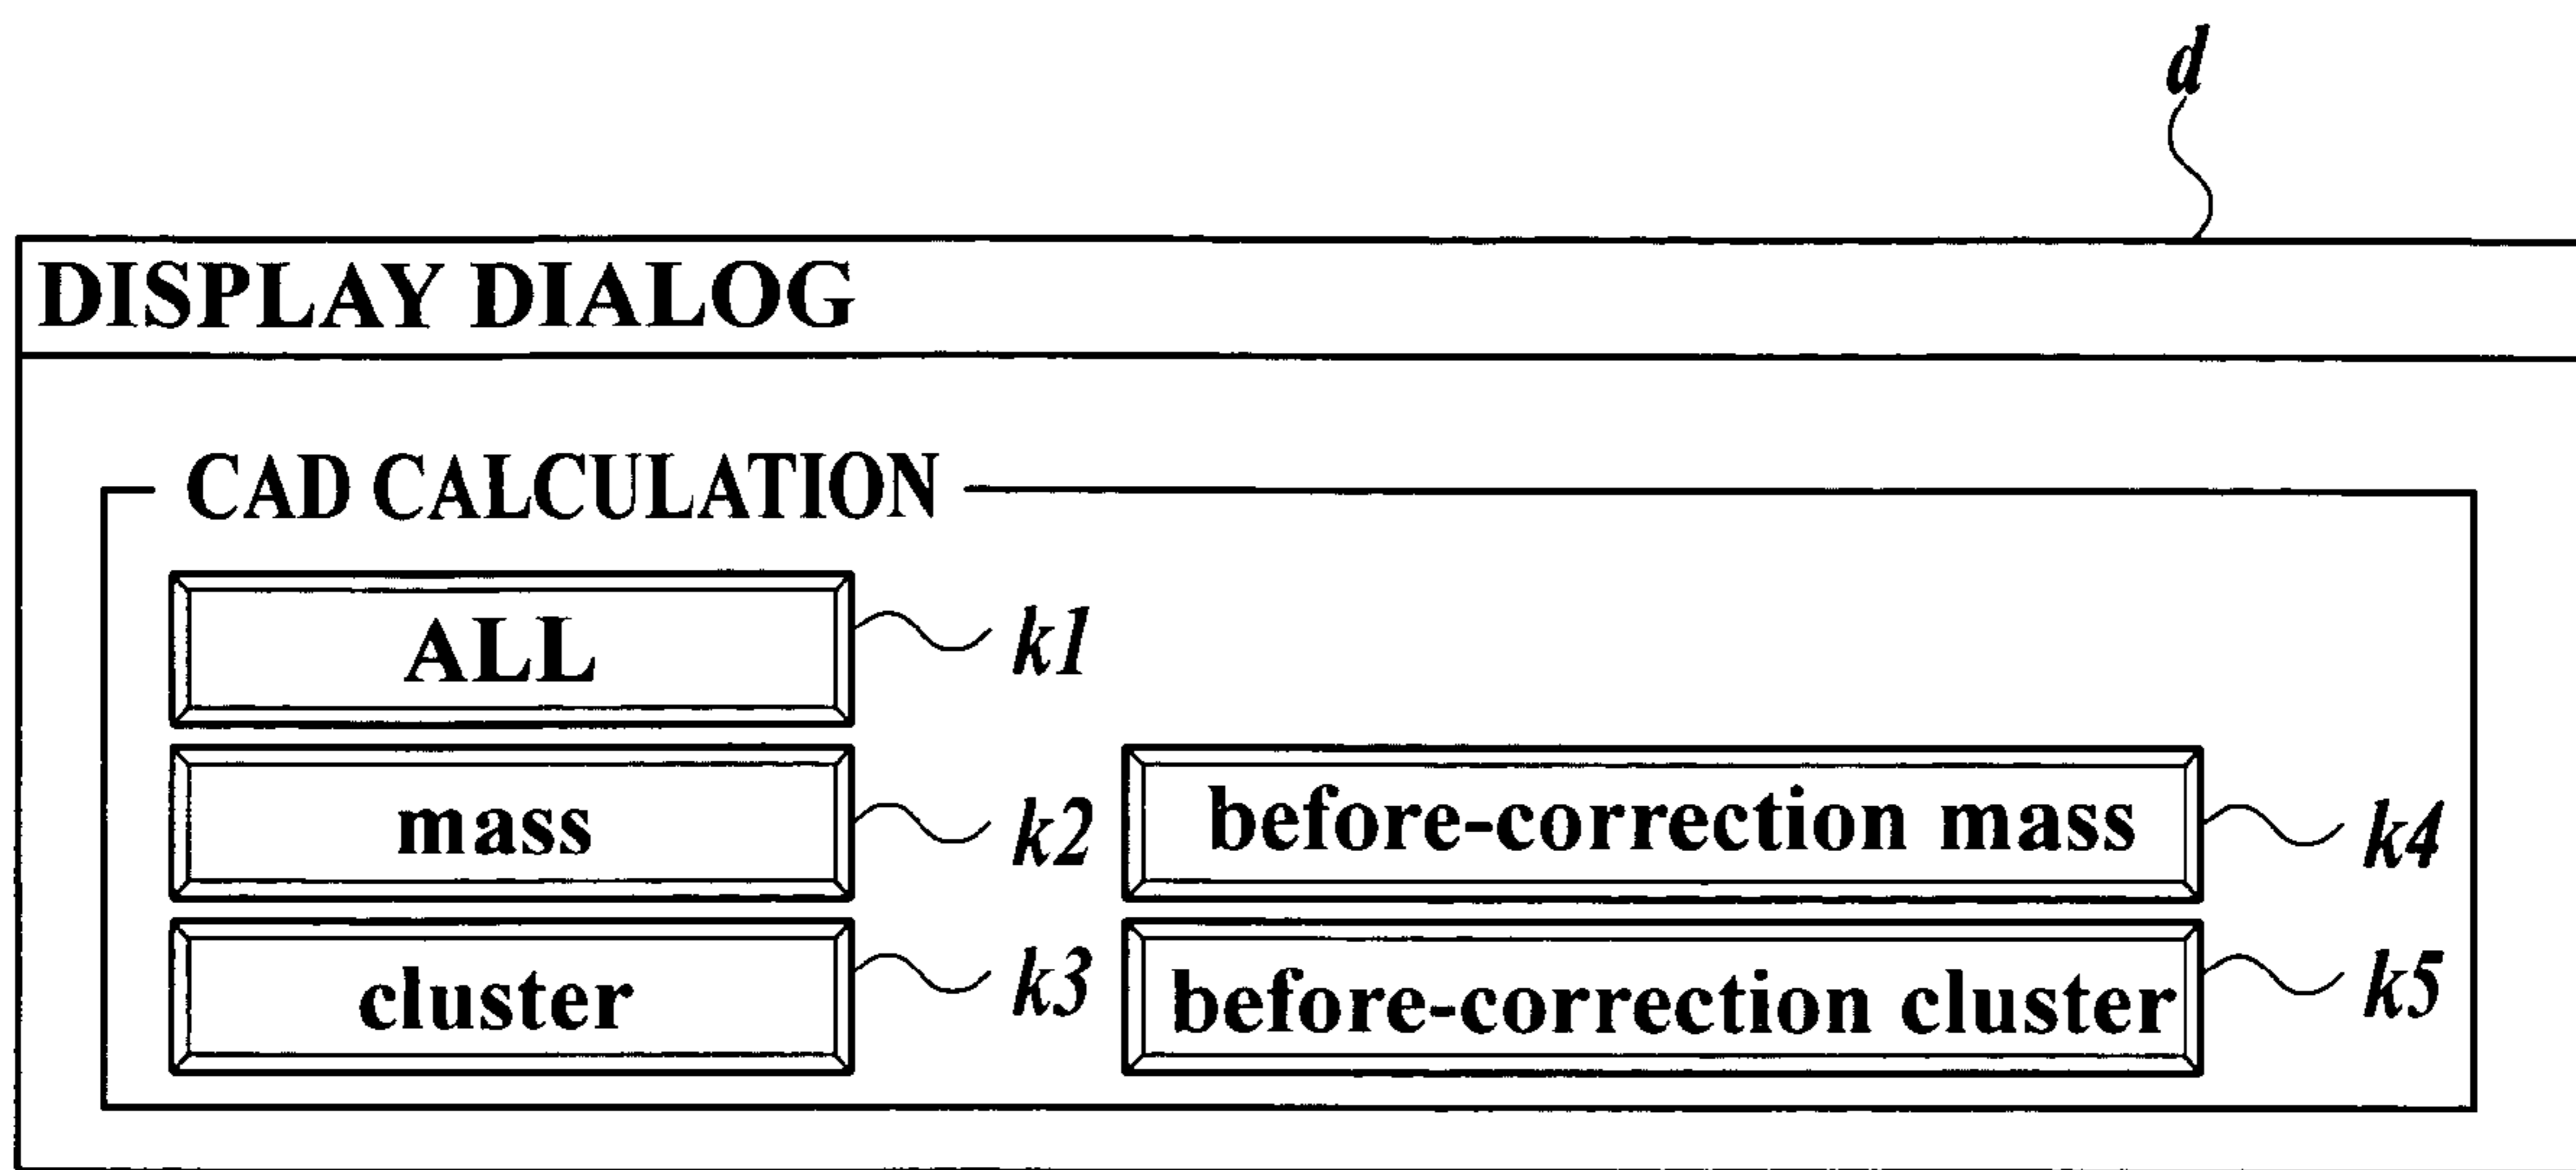 d
DISPLAY DIALOG
CAD CALCULATION
ALL k1
mass k2 before-correction mass k4
cluster k3 before-correction cluster k5